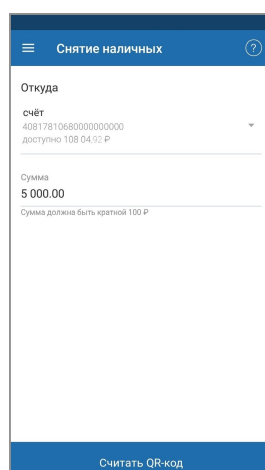 Снятие наличных
?
Откуда
счёт
40817810680000000000
доступно 108 04,92 ₽
Сумма
5 000.00
Сумма должна быть кратной 100 ₽
Считать QR-код